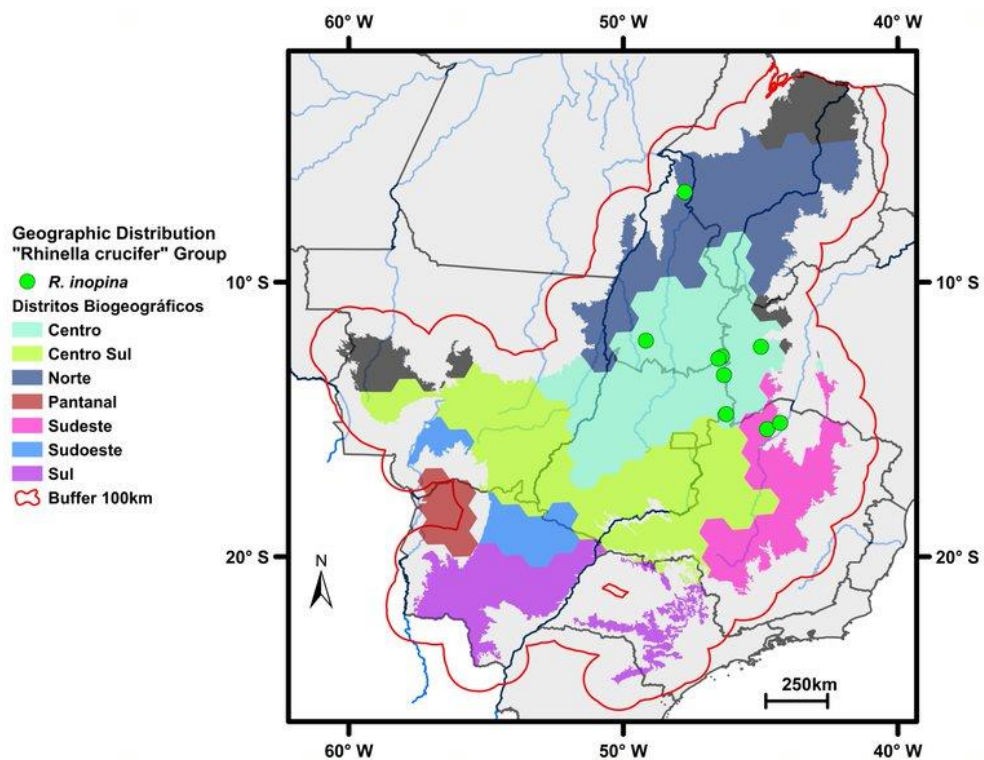 60° W 50° W 40° W
Geographic Distribution
"Rhinella crucifer" Group
R. inopina
Distritos Biogeográficos
Centro
Centro Sul
Norte
Pantanal
Sudeste
Sudoeste
Sul
Buffer 100km
10° S 10° S
20° S 20° S
N
250km
60° W 50° W 40° W